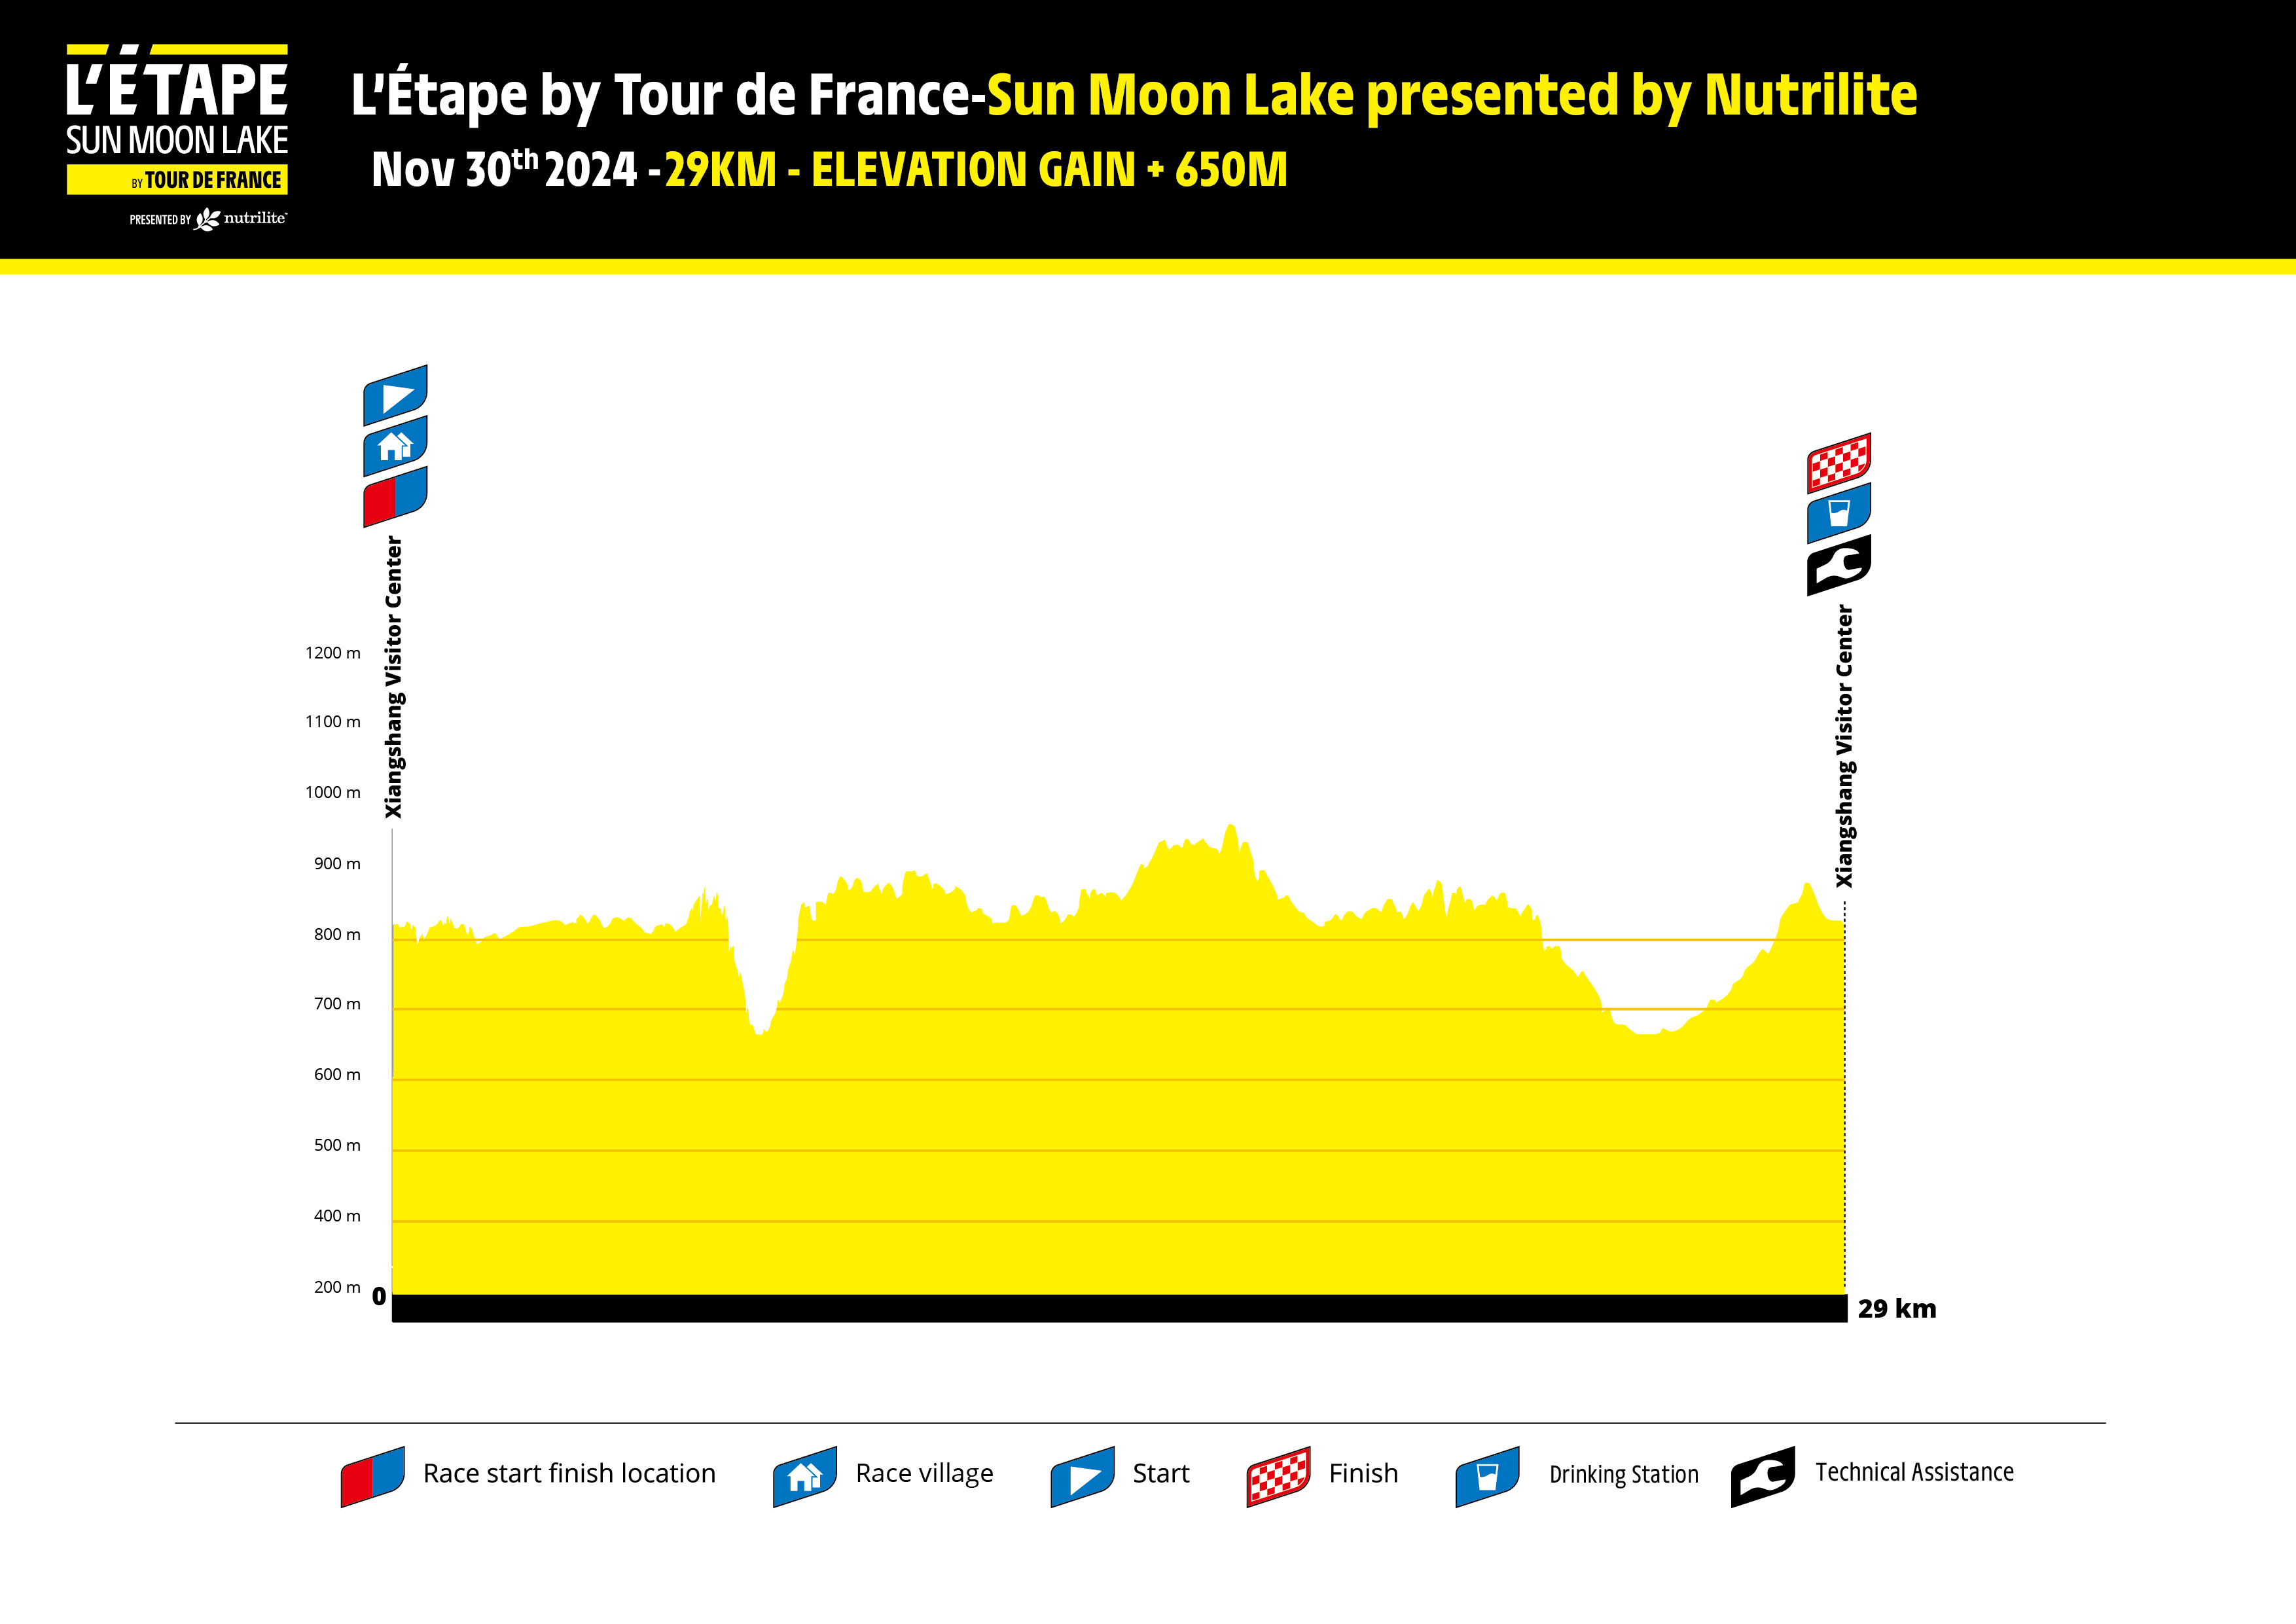 L'ÉTAPE
SUN MOON LAKE
BY TOUR DE FRANCE
PRESENTED BY nutrilite™
L'Étape by Tour de France-Sun Moon Lake presented by Nutrilite
Nov 30th 2024 -29KM - ELEVATION GAIN + 650M
Xiangshang Visitor Center
Xiangshang Visitor Center
1200 m
1100 m
1000 m
900 m
800 m
700 m
600 m
500 m
400 m
200 m
0
29 km
Race start finish location
Race village
Start
Finish
Drinking Station
Technical Assistance